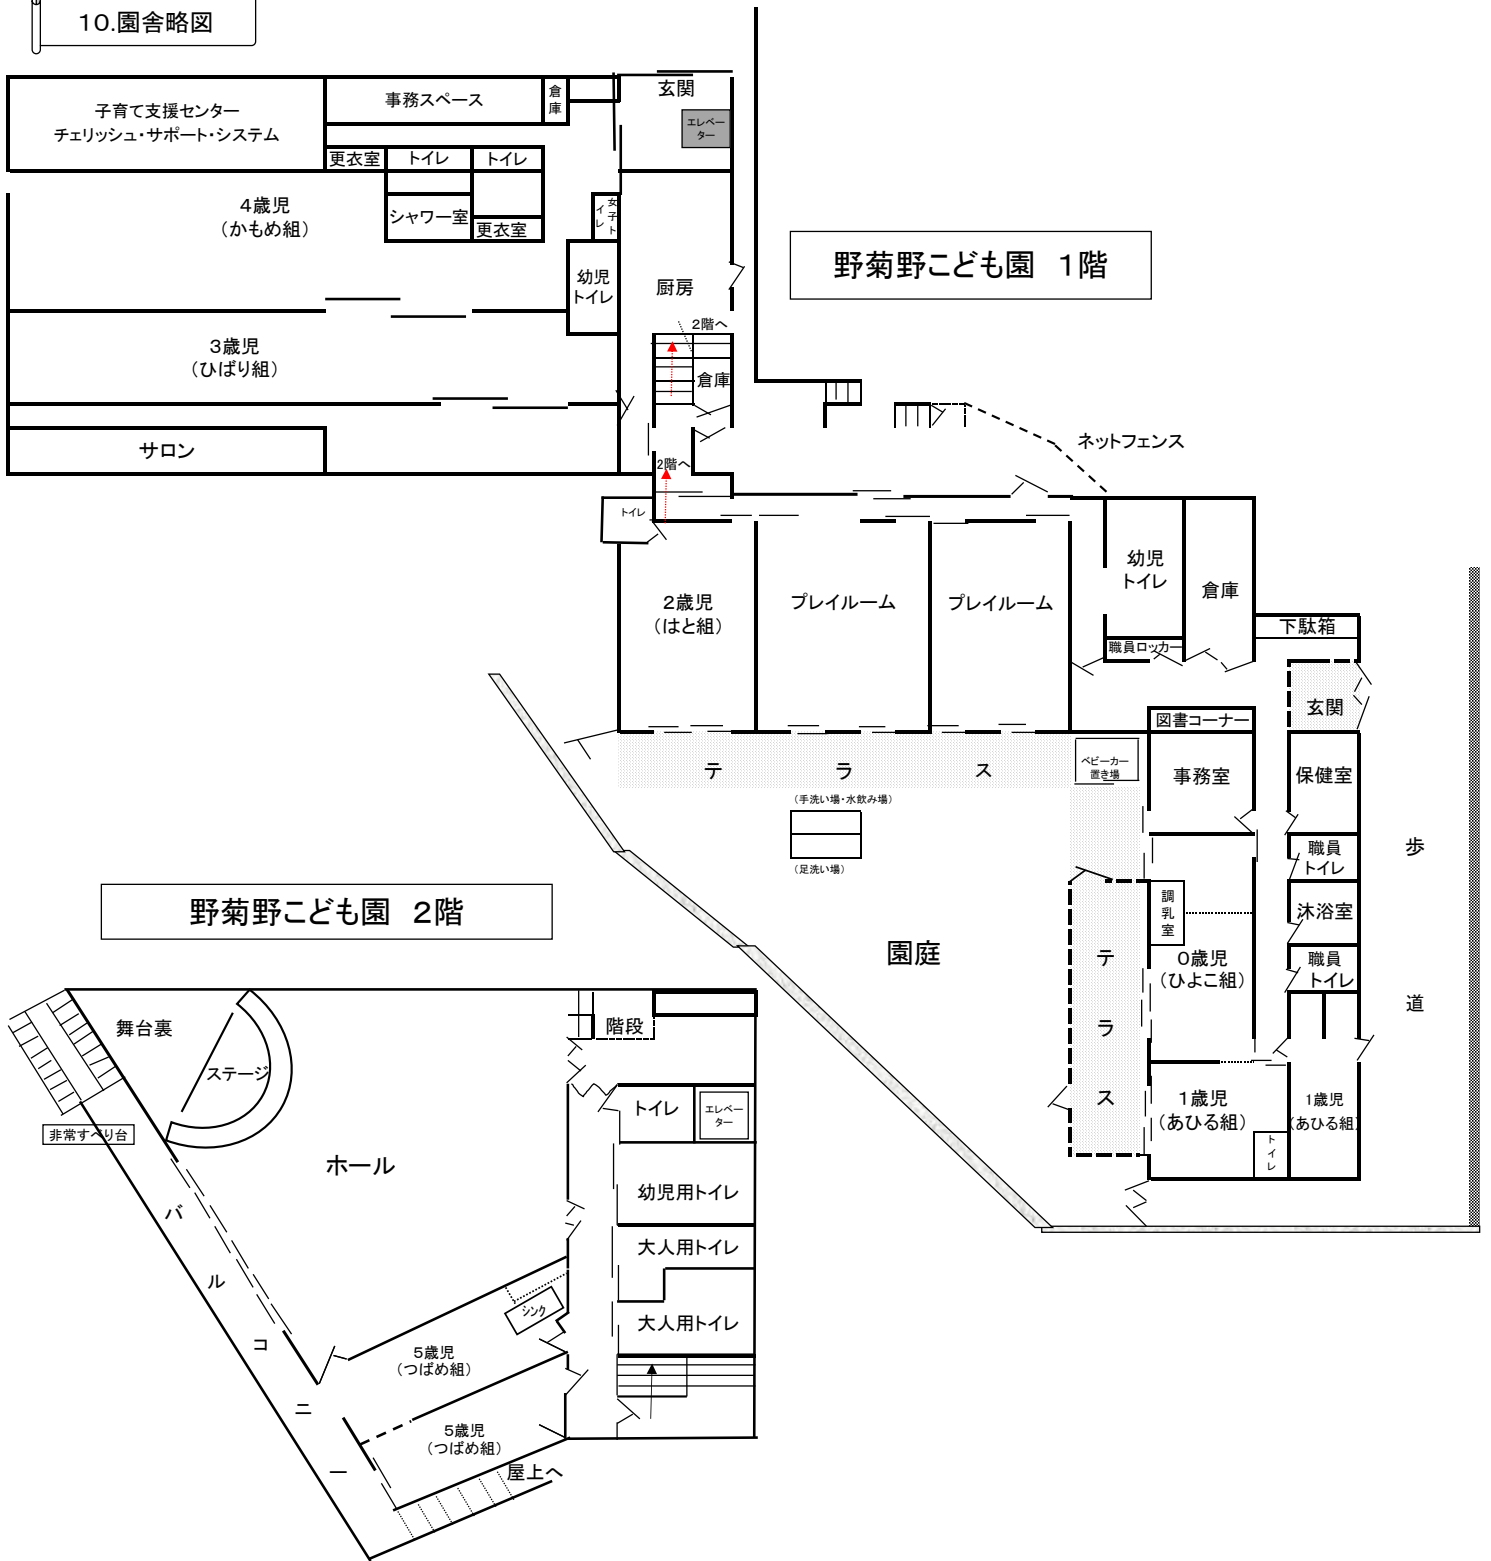 10.園舎略図
子育て支援センター
チェリッシュ・サポート・システム
事務スペース
倉
庫
玄関
エレベー
ター
更衣室
トイレ
トイレ
4歳児
(かもめ組)
シャワー室
更衣室
女子ト
イレ
幼児
トイレ
厨房
野菊野こども園 1階
2階へ
3歳児
(ひばり組)
倉庫
サロン
2階へ
ネットフェンス
トイレ
2歳児
(はと組)
プレイルーム
プレイルーム
幼児
トイレ
倉庫
職員ロッカー
下駄箱
玄関
図書コーナー
テラス
ベビーカー
置き場
事務室
保健室
(手洗い場・水飲み場)
(足洗い場)
職員
トイレ
調乳室
沐浴室
歩道
園庭
テラス
0歳児
(ひよこ組)
職員
トイレ
1歳児
(あひる組)
トイレ
1歳児
(あひる組)
野菊野こども園 2階
舞台裏
ステージ
階段
トイレ
エレベー
ター
非常すべり台
ホール
幼児用トイレ
バルコニー
大人用トイレ
シンク
大人用トイレ
5歳児
(つばめ組)
5歳児
(つばめ組)
屋上へ